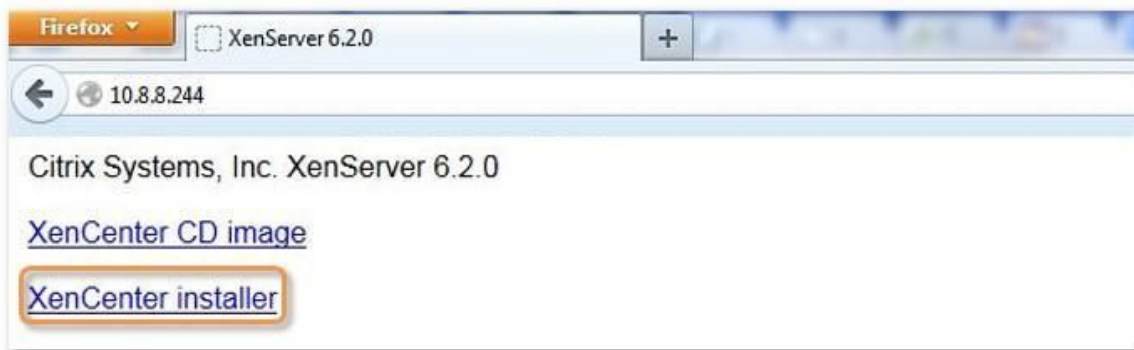 Firefox
XenServer 6.2.0
+
10.8.8.244
Citrix Systems, Inc. XenServer 6.2.0
XenCenter CD image
XenCenter installer